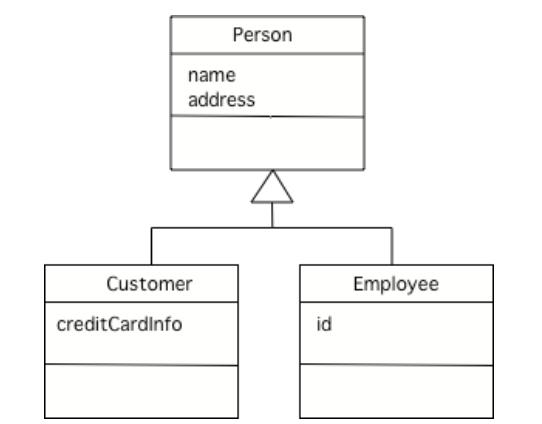 Person
name
address
Customer
creditCardInfo
Employee
id